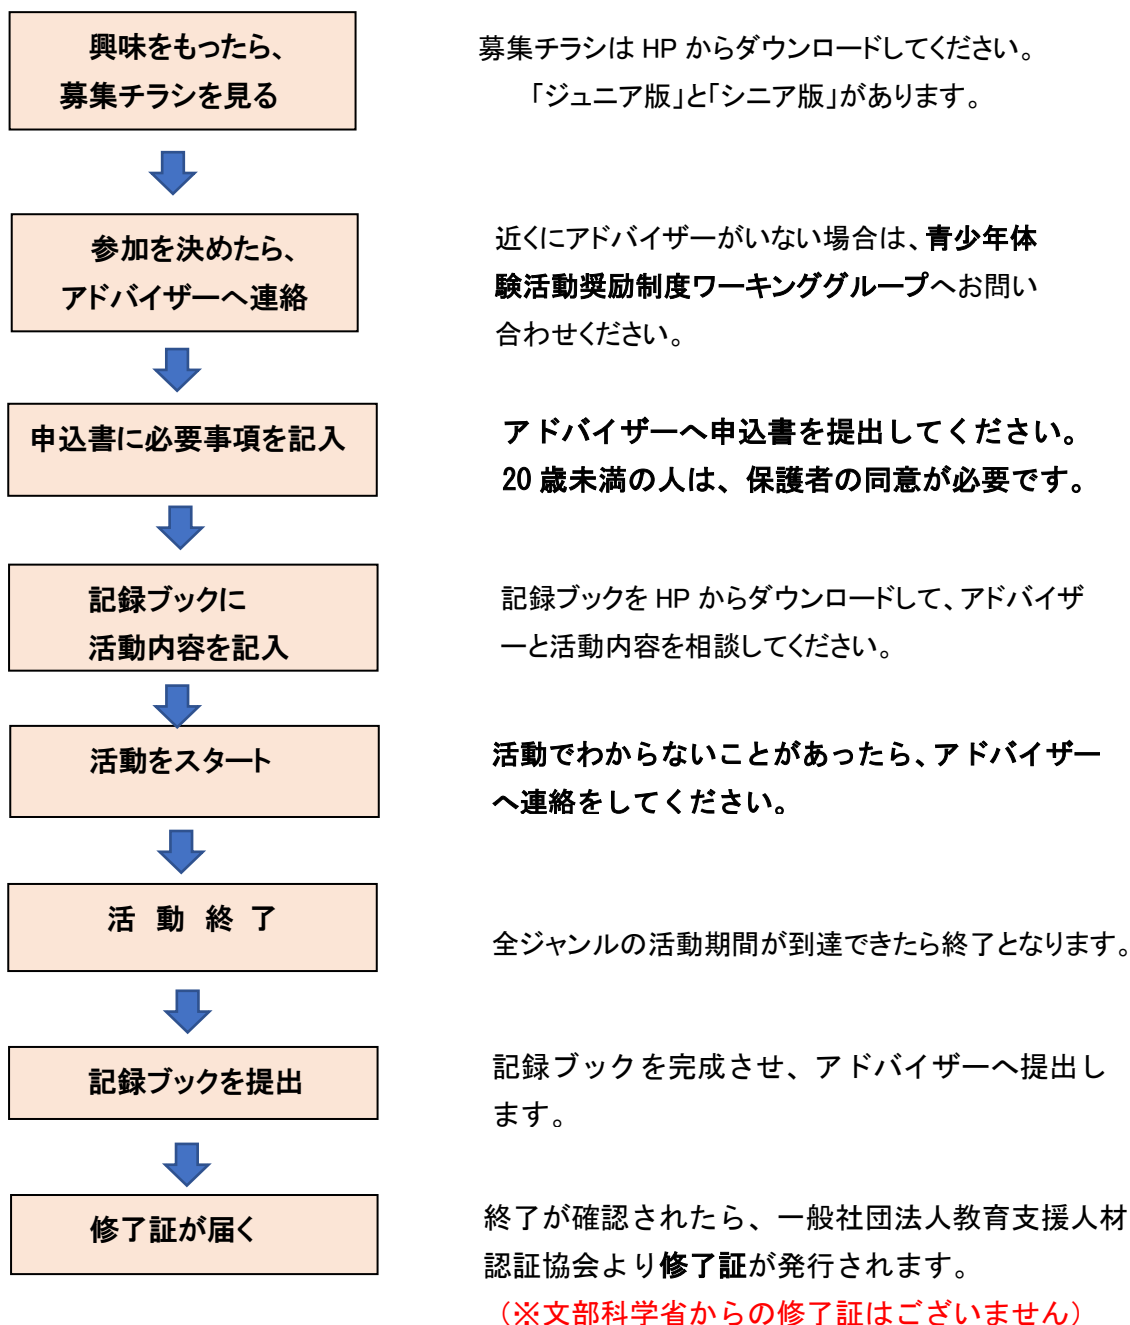 興味をもったら、
募集チラシを見る
募集チラシは HP からダウンロードしてください。
「ジュニア版」と「シニア版」があります。
参加を決めたら、
アドバイザーへ連絡
近くにアドバイザーがいない場合は、青少年体
験活動奨励制度ワーキンググループへお問い
合わせください。
申込書に必要事項を記入
アドバイザーへ申込書を提出してください。
20 歳未満の人は、保護者の同意が必要です。
記録ブックに
活動内容を記入
記録ブックを HP からダウンロードして、アドバイザ
ーと活動内容を相談してください。
活動をスタート
活動でわからないことがあったら、アドバイザー
へ連絡をしてください。
活 動 終 了
全ジャンルの活動期間が到達できたら終了となります。
記録ブックを提出
記録ブックを完成させ、アドバイザーへ提出し
ます。
修了証が届く
終了が確認されたら、一般社団法人教育支援人材
認証協会より修了証が発行されます。
（※文部科学省からの修了証はございません）